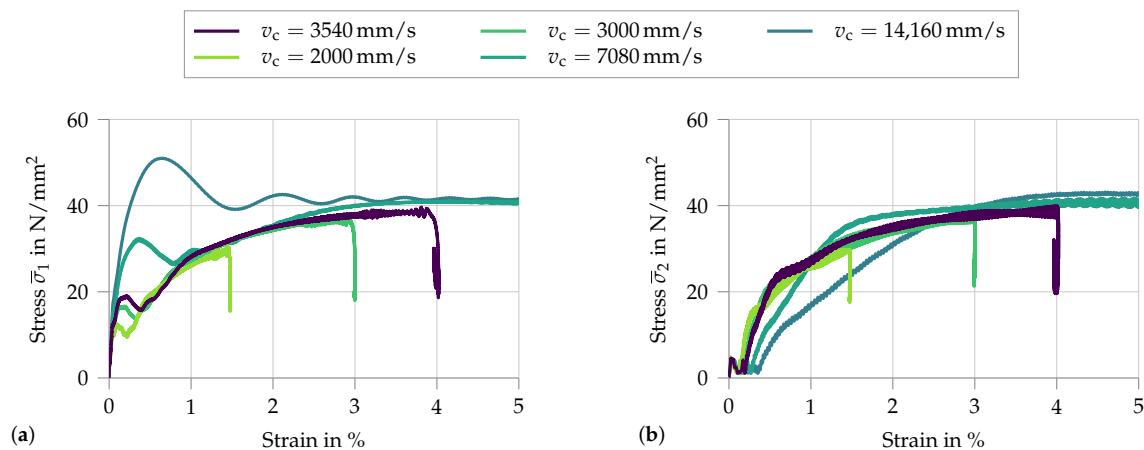 v_c = 3540 mm/s v_c = 3000 mm/s v_c = 14,160 mm/s
v_c = 2000 mm/s v_c = 7080 mm/s
60
40
20
0
Stress σ̅₁ in N/mm²
0 1 2 3 4 5
Strain in %
(a)
60
40
20
0
Stress σ̅₂ in N/mm²
0 1 2 3 4 5
Strain in %
(b)